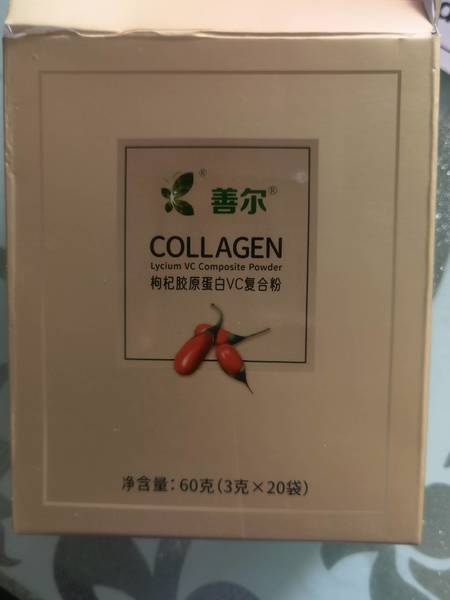 善尔®
COLLAGEN
Lycium VC Composite Powder
枸杞胶原蛋白VC复合粉
净含量：60克（3克×20袋）